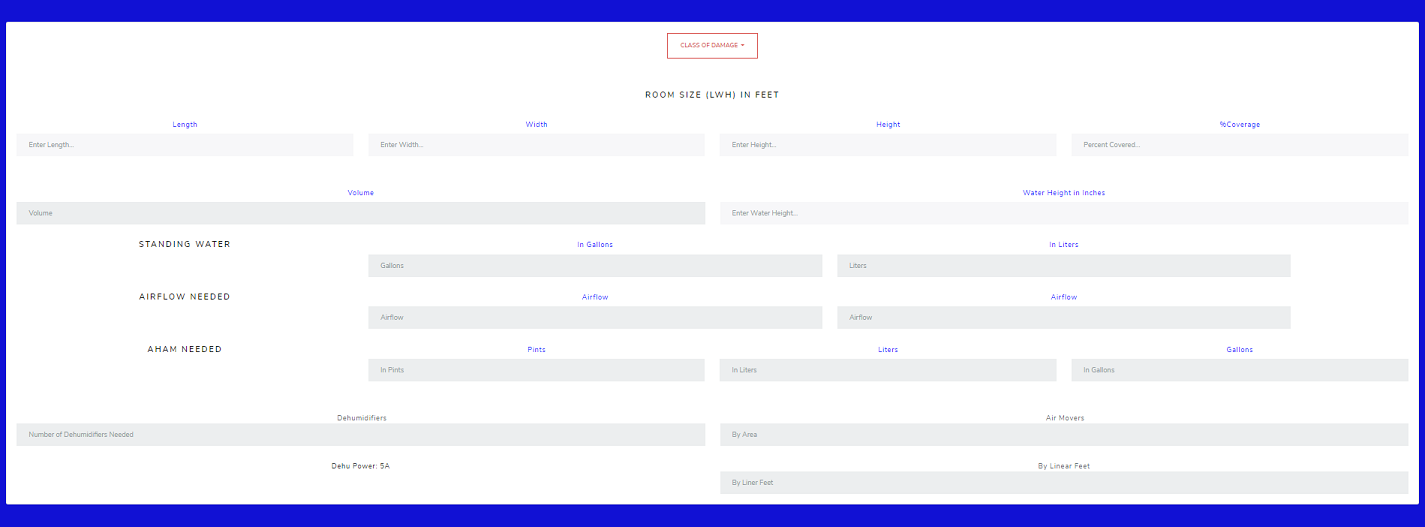 CLASS OF DAMAGE
ROOM SIZE (LWH) IN FEET
Length Width Height %Coverage
Enter Length... Enter Width... Enter Height... Percent Covered...
Volume Water Height in Inches
Volume Enter Water Height...
STANDING WATER In Gallons In Liters
Gallons Liters
AIRFLOW NEEDED Airflow Airflow
Airflow Airflow
AHAM NEEDED Pints Liters Gallons
In Pints In Liters In Gallons
Dehumidifiers Air Movers
Number of Dehumidifiers Needed By Area
Dehu Power: 5A By Linear Feet
By Liner Feet